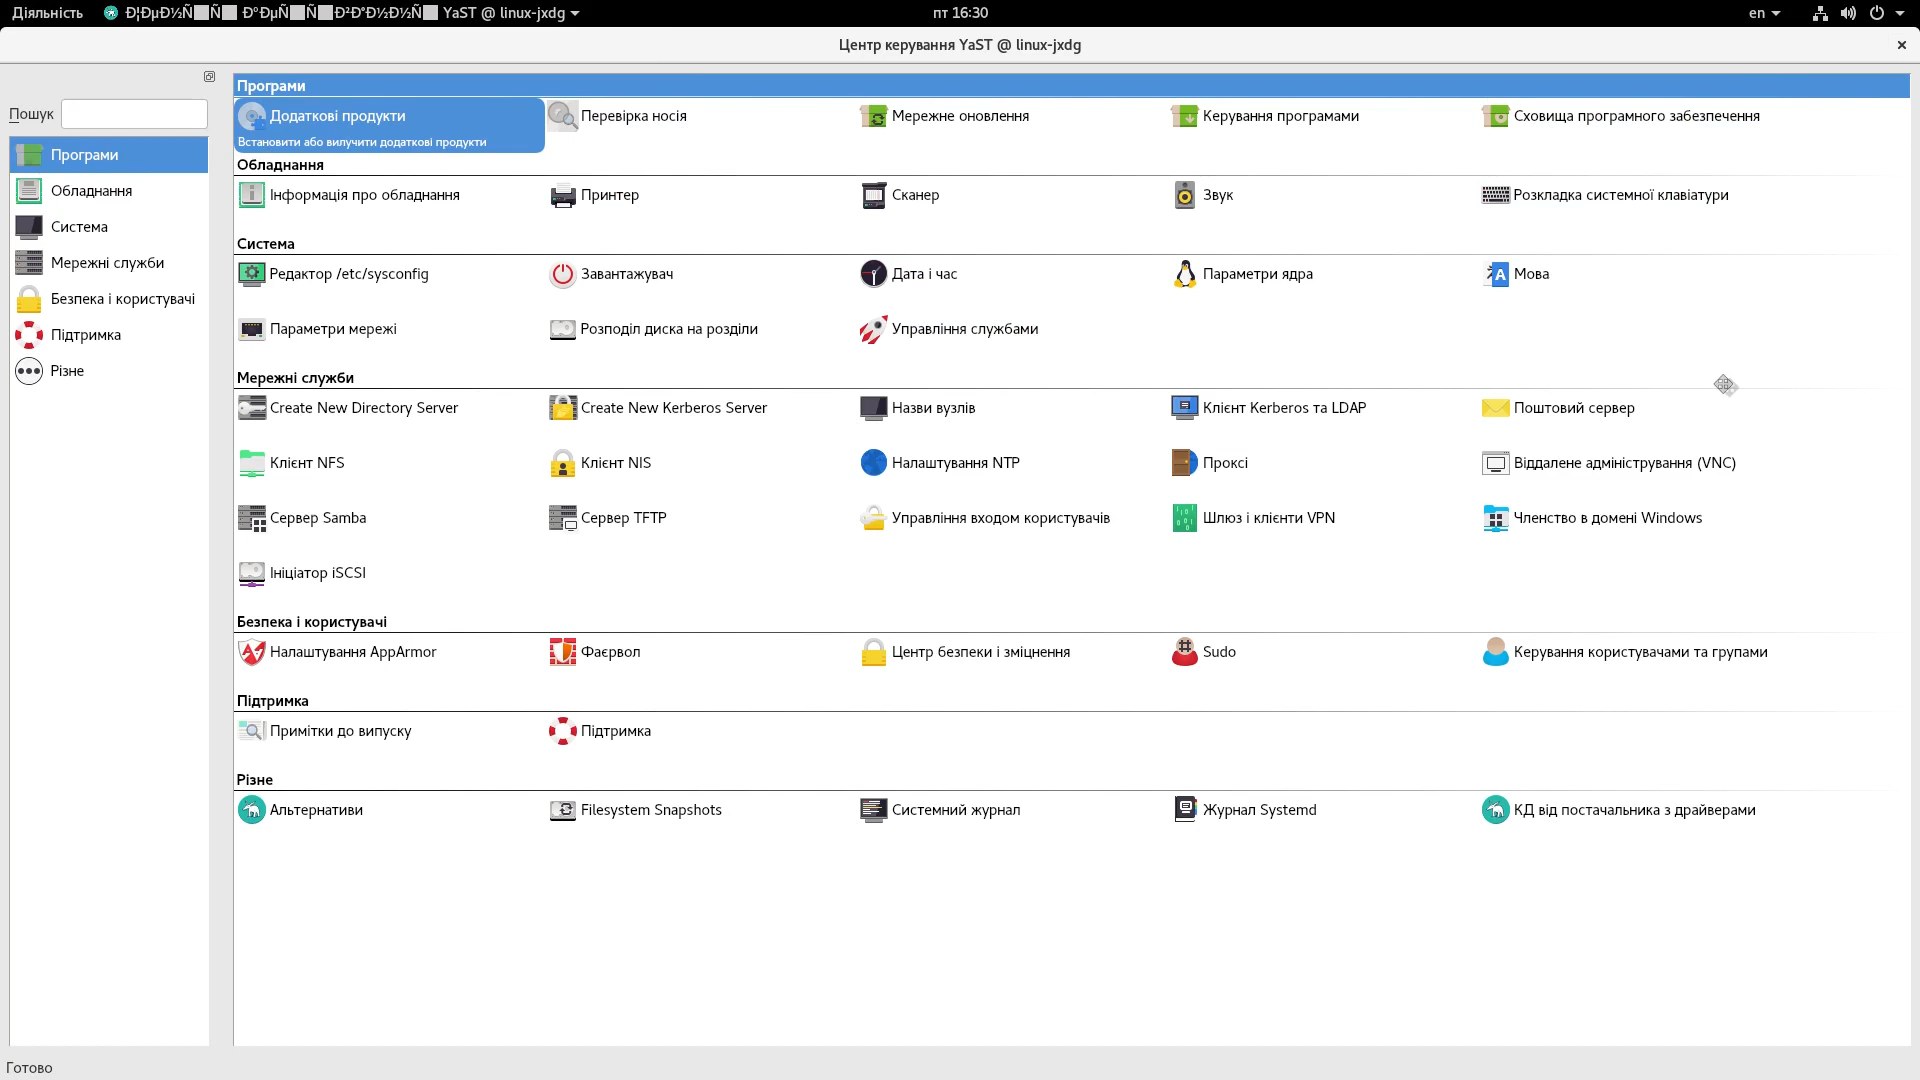 Діяльність
YaST @ linux-jxdg
пт 16:30
en
Центр керування YaST @ linux-jxdg
Пошук
Програми
Обладнання
Система
Мережні служби
Безпека і користувачі
Підтримка
Різне
Програми
Додаткові продукти
Встановити або вилучити додаткові продукти
Перевірка носія
Мережне оновлення
Керування програмами
Сховища програмного забезпечення
Обладнання
Інформація про обладнання
Принтер
Сканер
Звук
Розкладка системної клавіатури
Система
Редактор /etc/sysconfig
Завантажувач
Дата і час
Параметри ядра
Мова
Параметри мережі
Розподіл диска на розділи
Управління службами
Мережні служби
Create New Directory Server
Create New Kerberos Server
Назви вузлів
Клієнт Kerberos та LDAP
Поштовий сервер
Клієнт NFS
Клієнт NIS
Налаштування NTP
Проксі
Віддалене адміністрування (VNC)
Сервер Samba
Сервер TFTP
Управління входом користувачів
Шлюз і клієнти VPN
Членство в домені Windows
Ініціатор iSCSI
Безпека і користувачі
Налаштування AppArmor
Фаєрвол
Центр безпеки і зміцнення
Sudo
Керування користувачами та групами
Підтримка
Примітки до випуску
Підтримка
Різне
Альтернативи
Filesystem Snapshots
Системний журнал
Журнал Systemd
КД від постачальника з драйверами
Готово